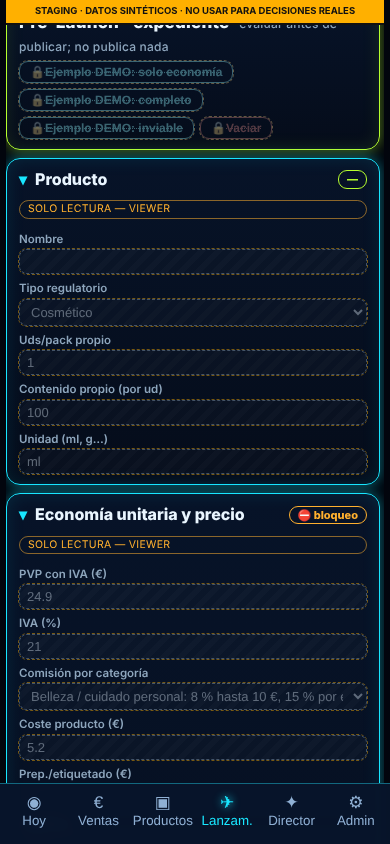 STAGING · DATOS SINTÉTICOS · NO USAR PARA DECISIONES REALES
Pre-Launch · expediente evaluar antes de
publicar; no publica nada
🔒Ejemplo DEMO: solo economía
🔒Ejemplo DEMO: completo
🔒Ejemplo DEMO: inviable 🔒Vaciar
▼ Producto —
SOLO LECTURA — VIEWER
Nombre
Tipo regulatorio
Cosmético
Uds/pack propio
1
Contenido propio (por ud)
100
Unidad (ml, g...)
ml
▼ Economía unitaria y precio ⛔ bloqueo
SOLO LECTURA — VIEWER
PVP con IVA (€)
24.9
IVA (%)
21
Comisión por categoría
Belleza / cuidado personal: 8 % hasta 10 €, 15 % por e
Coste producto (€)
5.2
Prep./etiquetado (€)
Hoy Ventas Productos Lanzam. Director Admin